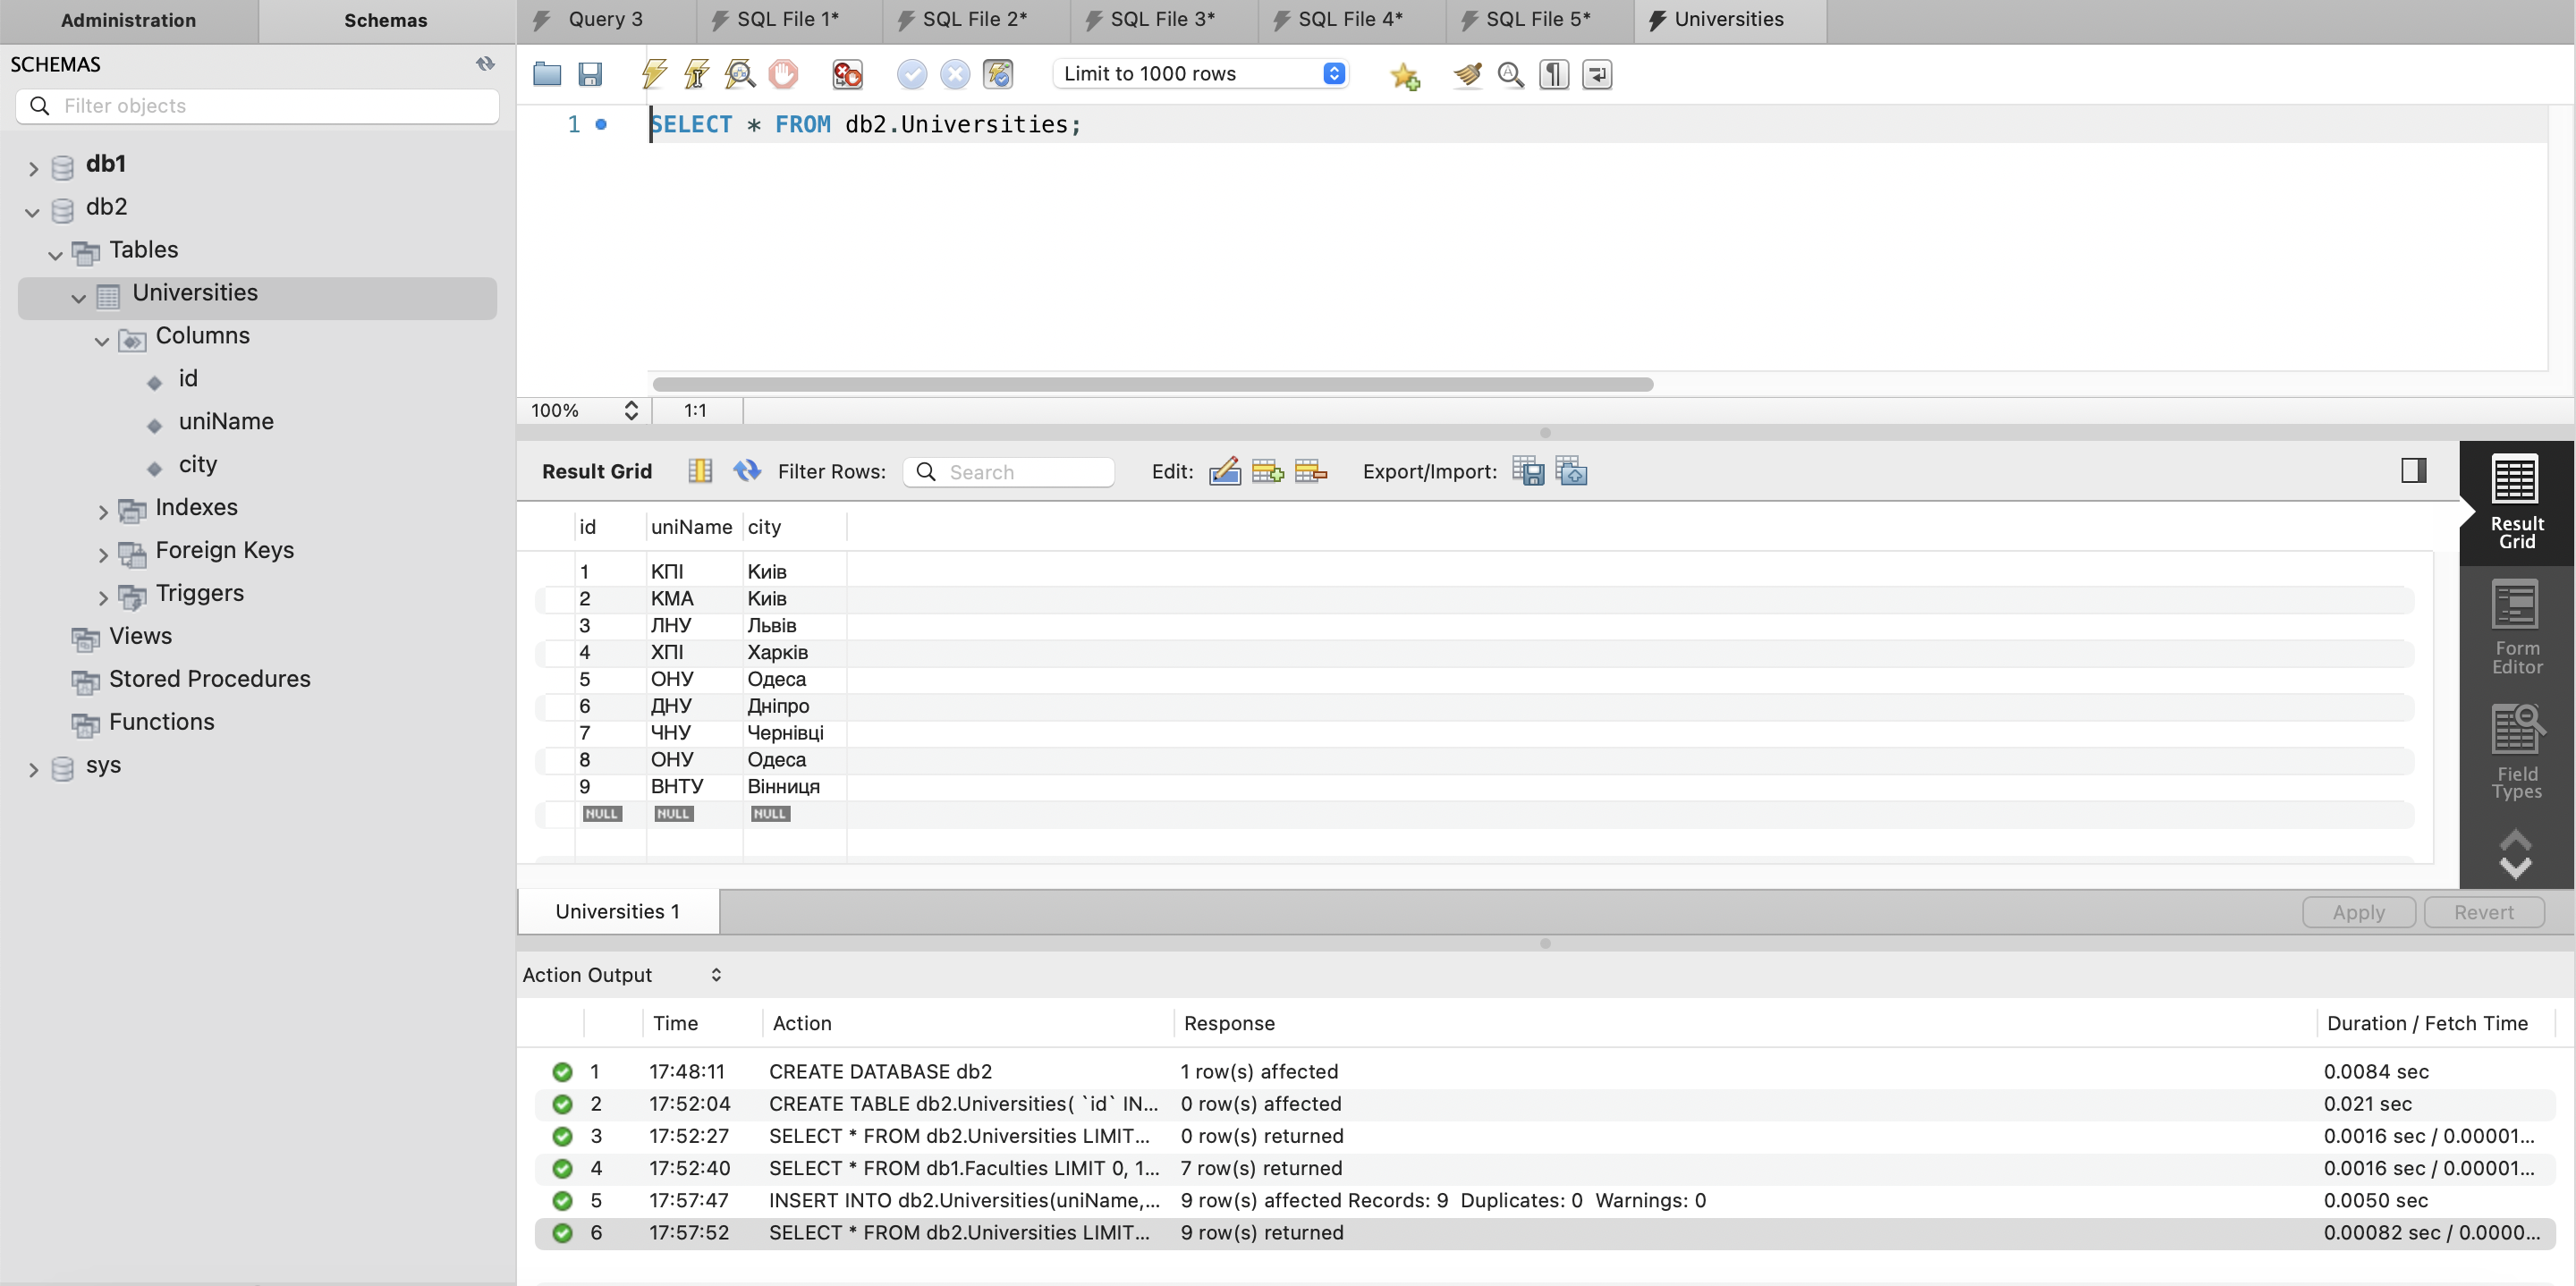 Administration Schemas
Query 3 SQL File 1* SQL File 2* SQL File 3* SQL File 4* SQL File 5* Universities
SCHEMAS
Filter objects
Limit to 1000 rows
db1
db2
Tables
Universities
Columns
id
uniName
city
Indexes
Foreign Keys
Triggers
Views
Stored Procedures
Functions
sys
1 SELECT * FROM db2.Universities;
100% 1:1
Result Grid Filter Rows: Search Edit: Export/Import:
id uniName city
1 КПІ Киів
2 КМА Киів
3 ЛНУ Львів
4 ХПІ Харків
5 ОНУ Одеса
6 ДНУ Дніпро
7 ЧНУ Чернівці
8 ОНУ Одеса
9 ВНТУ Вінниця
NULL NULL NULL
Result Grid
Form Editor
Field Types
Universities 1 Apply Revert
Action Output
Time Action Response Duration / Fetch Time
1 17:48:11 CREATE DATABASE db2 1 row(s) affected 0.0084 sec
2 17:52:04 CREATE TABLE db2.Universities( `id` IN... 0 row(s) affected 0.021 sec
3 17:52:27 SELECT * FROM db2.Universities LIMIT... 0 row(s) returned 0.0016 sec / 0.00001...
4 17:52:40 SELECT * FROM db1.Faculties LIMIT 0, 1... 7 row(s) returned 0.0016 sec / 0.00001...
5 17:57:47 INSERT INTO db2.Universities(uniName,... 9 row(s) affected Records: 9 Duplicates: 0 Warnings: 0 0.0050 sec
6 17:57:52 SELECT * FROM db2.Universities LIMIT... 9 row(s) returned 0.00082 sec / 0.0000...